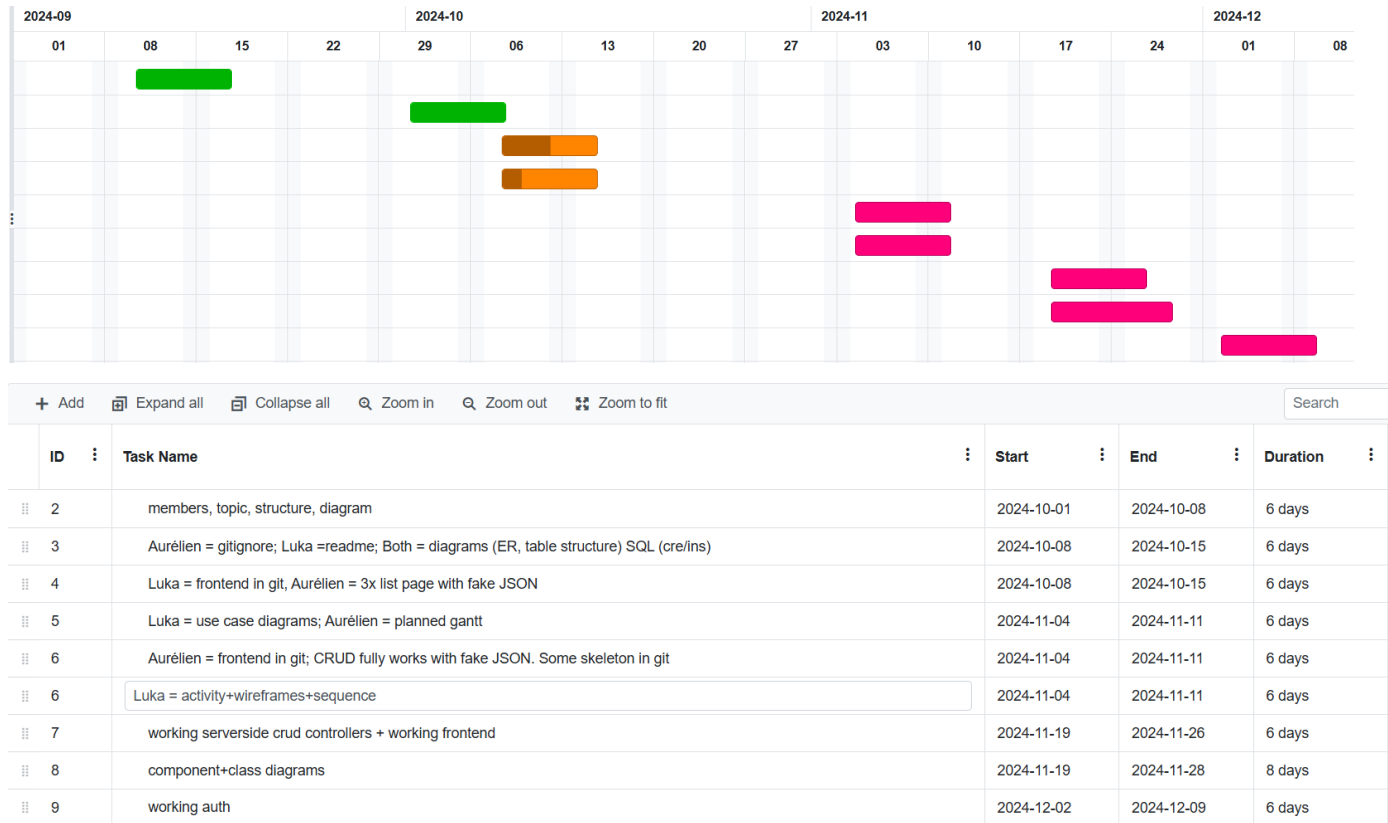 2024-09 2024-10 2024-11 2024-12
01 08 15 22 29 06 13 20 27 03 10 17 24 01 08
Add Expand all Collapse all Zoom in Zoom out Zoom to fit Search
ID Task Name Start End Duration
2 members, topic, structure, diagram 2024-10-01 2024-10-08 6 days
3 Aurélien = gitignore; Luka =readme; Both = diagrams (ER, table structure) SQL (cre/ins) 2024-10-08 2024-10-15 6 days
4 Luka = frontend in git, Aurélien = 3x list page with fake JSON 2024-10-08 2024-10-15 6 days
5 Luka = use case diagrams; Aurélien = planned gantt 2024-11-04 2024-11-11 6 days
6 Aurélien = frontend in git; CRUD fully works with fake JSON. Some skeleton in git 2024-11-04 2024-11-11 6 days
6 Luka = activity+wireframes+sequence 2024-11-04 2024-11-11 6 days
7 working serverside crud controllers + working frontend 2024-11-19 2024-11-26 6 days
8 component+class diagrams 2024-11-19 2024-11-28 8 days
9 working auth 2024-12-02 2024-12-09 6 days